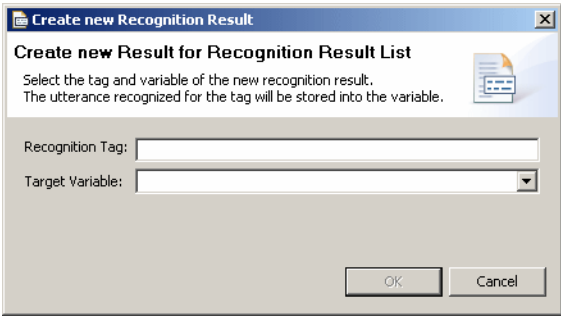 Create new Recognition Result
Create new Result for Recognition Result List
Select the tag and variable of the new recognition result.
The utterance recognized for the tag will be stored into the variable.
Recognition Tag:
Target Variable:
OK Cancel